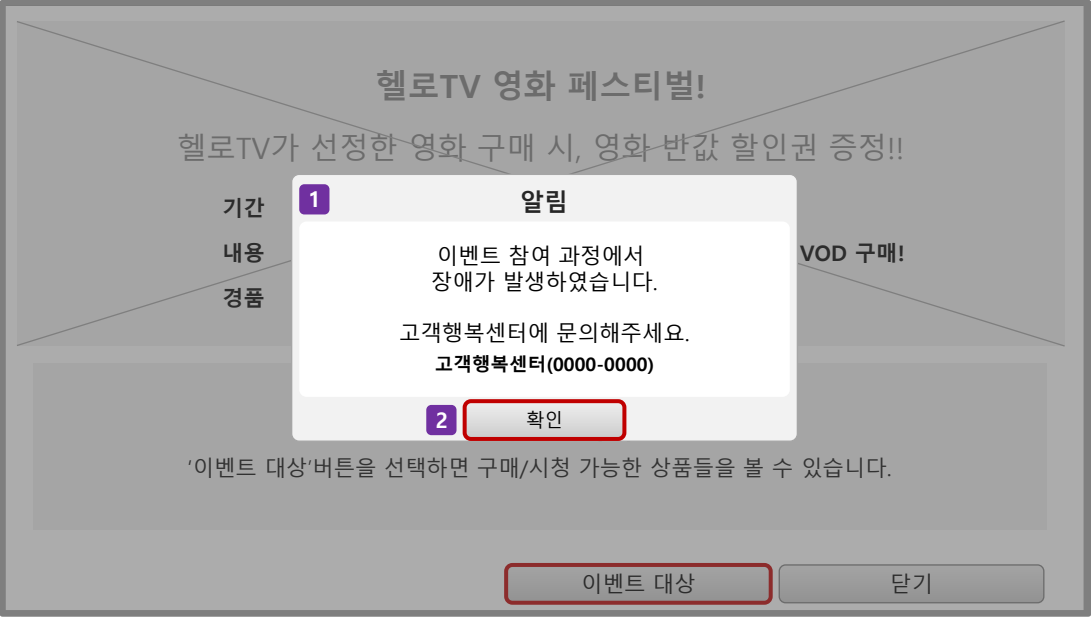 헬로TV 영화 페스티벌!
헬로TV가 선정한 영화 구매 시, 영화 반값 할인권 증정!!
기간
내용
VOD 구매!
경품
1
알림
이벤트 참여 과정에서
장애가 발생하였습니다.
고객행복센터에 문의해주세요.
고객행복센터(0000-0000)
2
확인
'이벤트 대상'버튼을 선택하면 구매/시청 가능한 상품들을 볼 수 있습니다.
이벤트 대상
닫기